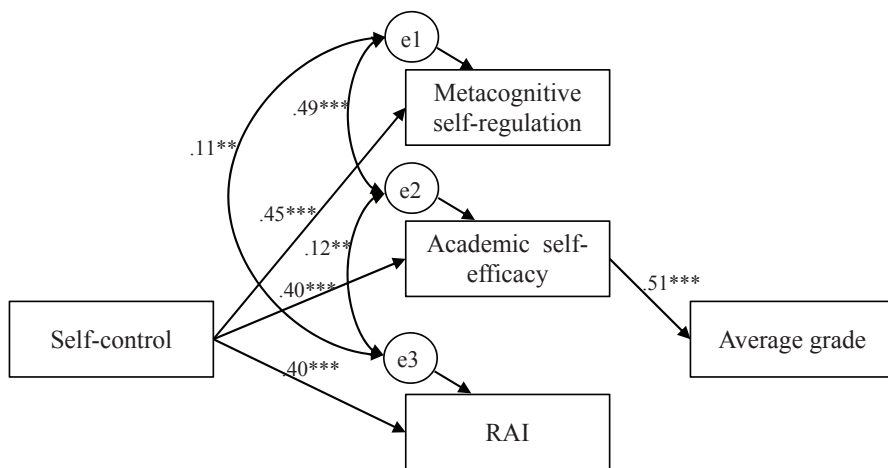 e1
Metacognitive
self-regulation
.49***
.11**
e2
.45***
.12**
Academic self-
efficacy
.40***
.51***
Self-control
Average grade
e3
.40***
RAI